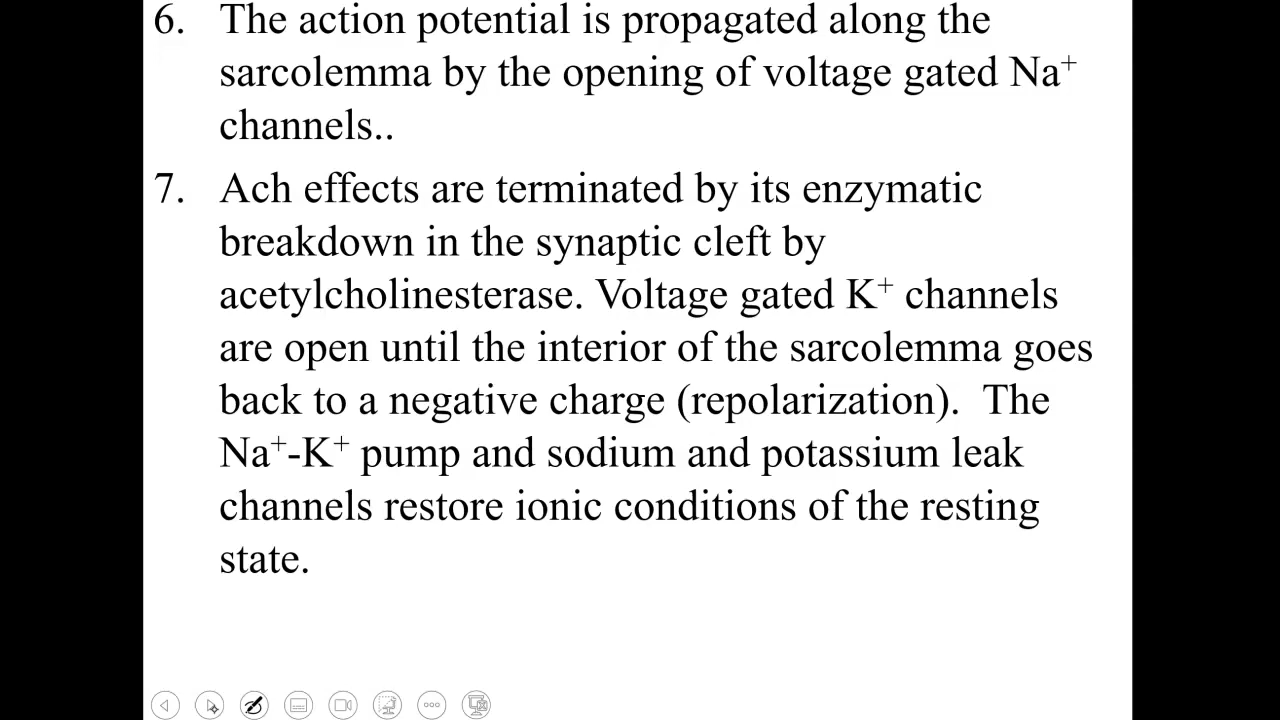 6. The action potential is propagated along the
sarcolemma by the opening of voltage gated Na⁺
channels..
7. Ach effects are terminated by its enzymatic
breakdown in the synaptic cleft by
acetylcholinesterase. Voltage gated K⁺ channels
are open until the interior of the sarcolemma goes
back to a negative charge (repolarization).  The
Na⁺-K⁺ pump and sodium and potassium leak
channels restore ionic conditions of the resting
state.